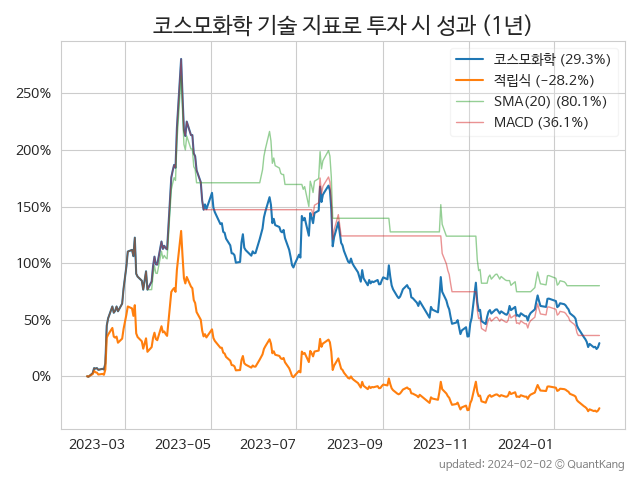 코스모화학 기술 지표로 투자 시 성과 (1년)
코스모화학 (29.3%)
적립식 (−28.2%)
SMA(20) (80.1%)
MACD (36.1%)
250%
200%
150%
100%
50%
0%
2023−03 2023−05 2023−07 2023−09 2023−11 2024−01
updated: 2024-02-02 © QuantKang